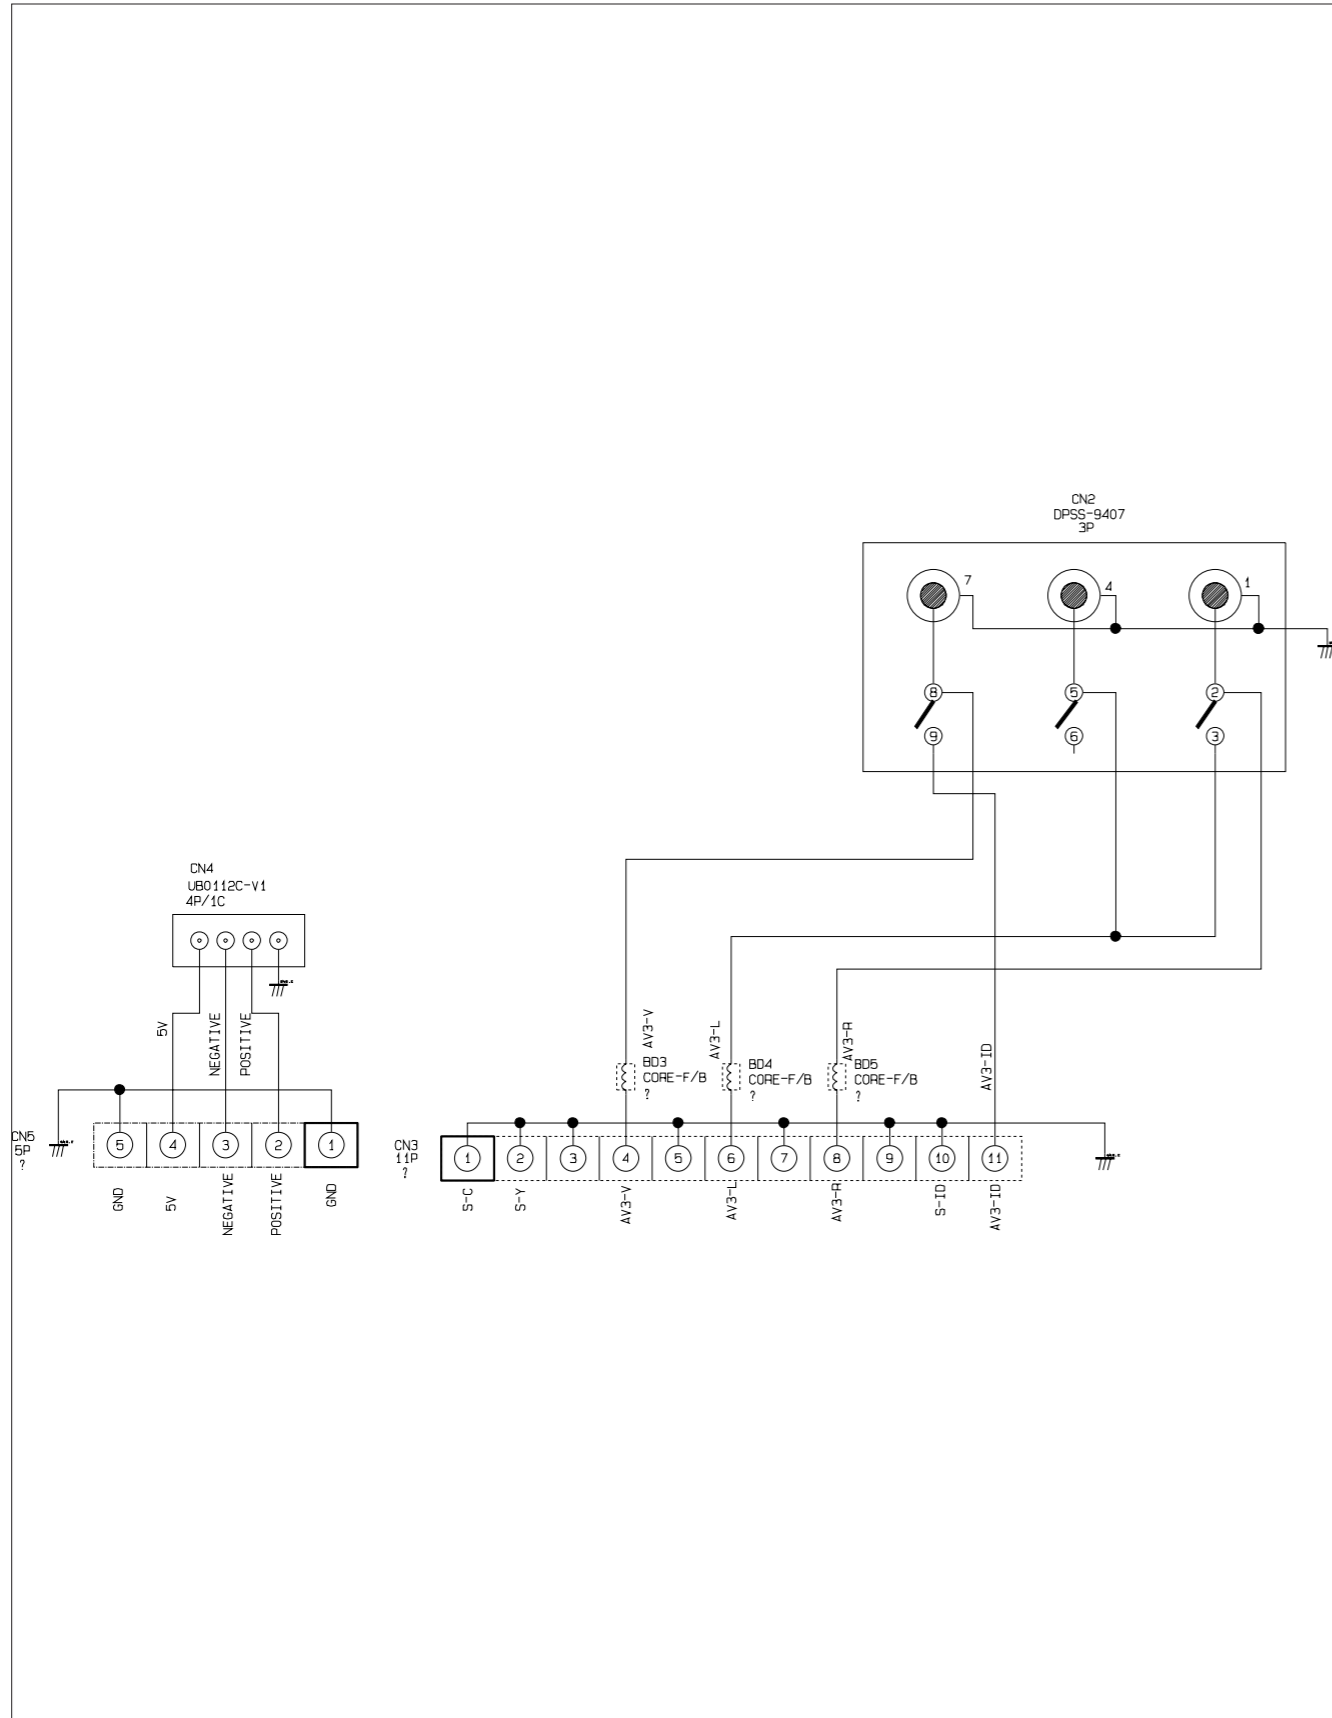 CN2
DPSS-9407
3P
7
4
1
8
5
2
9
6
3
CN4
UB0112C-V1
4P/1C
5V
NEGATIVE
POSITIVE
AV3-V
AV3-L
AV3-R
AV3-ID
BD3
CORE-F/B
?
BD4
CORE-F/B
?
BD5
CORE-F/B
?
CN5
5P
?
5
4
3
2
1
GND
5V
NEGATIVE
POSITIVE
GND
CN3
11P
?
1
2
3
4
5
6
7
8
9
10
11
S-C
S-Y
AV3-V
AV3-L
AV3-R
S-ID
AV3-ID